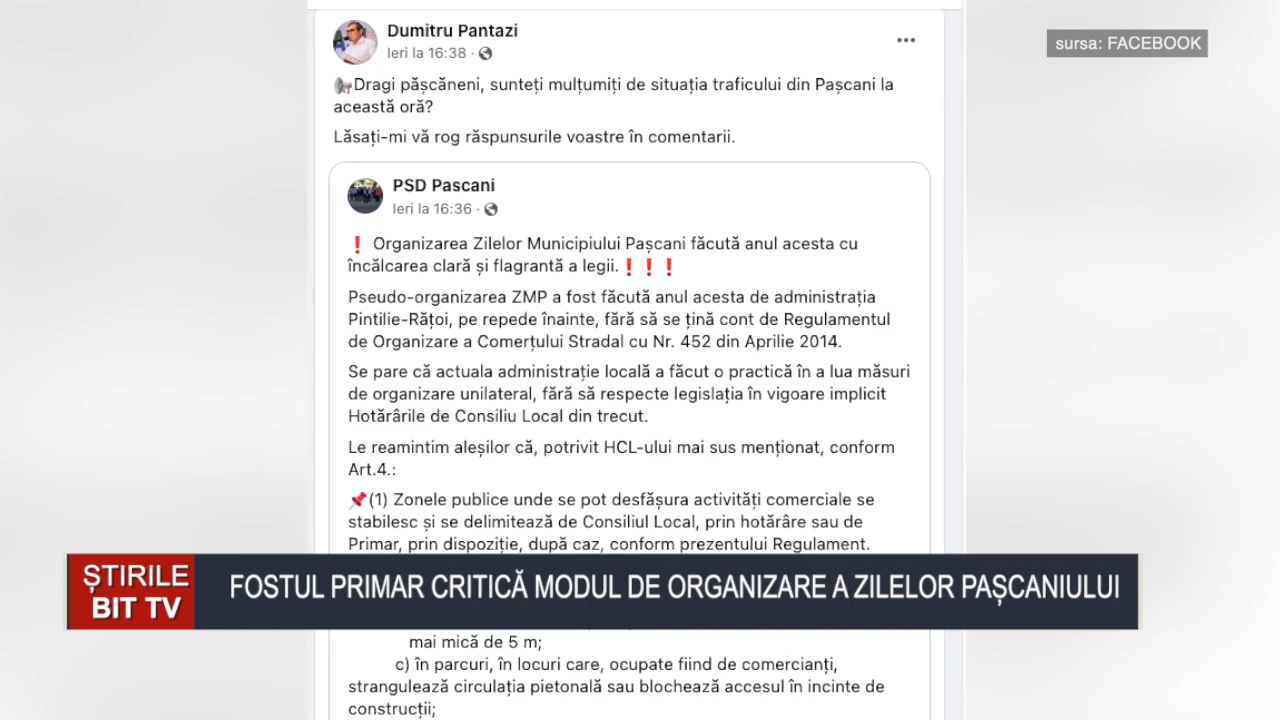 Dumitru Pantazi
Ieri la 16:38 ·
sursa: FACEBOOK
Dragi pășcăneni, sunteți mulțumiți de situația traficului din Pașcani la
această oră?
Lăsați-mi vă rog răspunsurile voastre în comentarii.
PSD Pascani
Ieri la 16:36 ·
❗ Organizarea Zilelor Municipiului Pașcani făcută anul acesta cu
încălcarea clară și flagrantă a legii.❗❗❗
Pseudo-organizarea ZMP a fost făcută anul acesta de administrația
Pintilie-Rățoi, pe repede înainte, fără să se țină cont de Regulamentul
de Organizare a Comerțului Stradal cu Nr. 452 din Aprilie 2014.
Se pare că actuala administrație locală a făcut o practică în a lua măsuri
de organizare unilateral, fără să respecte legislația în vigoare implicit
Hotărârile de Consiliu Local din trecut.
Le reamintim aleșilor că, potrivit HCL-ului mai sus menționat, conform
Art.4.:
📌(1) Zonele publice unde se pot desfășura activități comerciale se
stabilesc și se delimitează de Consiliul Local, prin hotărâre sau de
Primar, prin dispoziție, după caz, conform prezentului Regulament.
ȘTIRILE
BIT TV
FOSTUL PRIMAR CRITICĂ MODUL DE ORGANIZARE A ZILELOR PAȘCANIULUI
mai mică de 5 m;
c) în parcuri, în locuri care, ocupate fiind de comercianți,
strangulează circulația pietonală sau blochează accesul în incinte de
construcții;